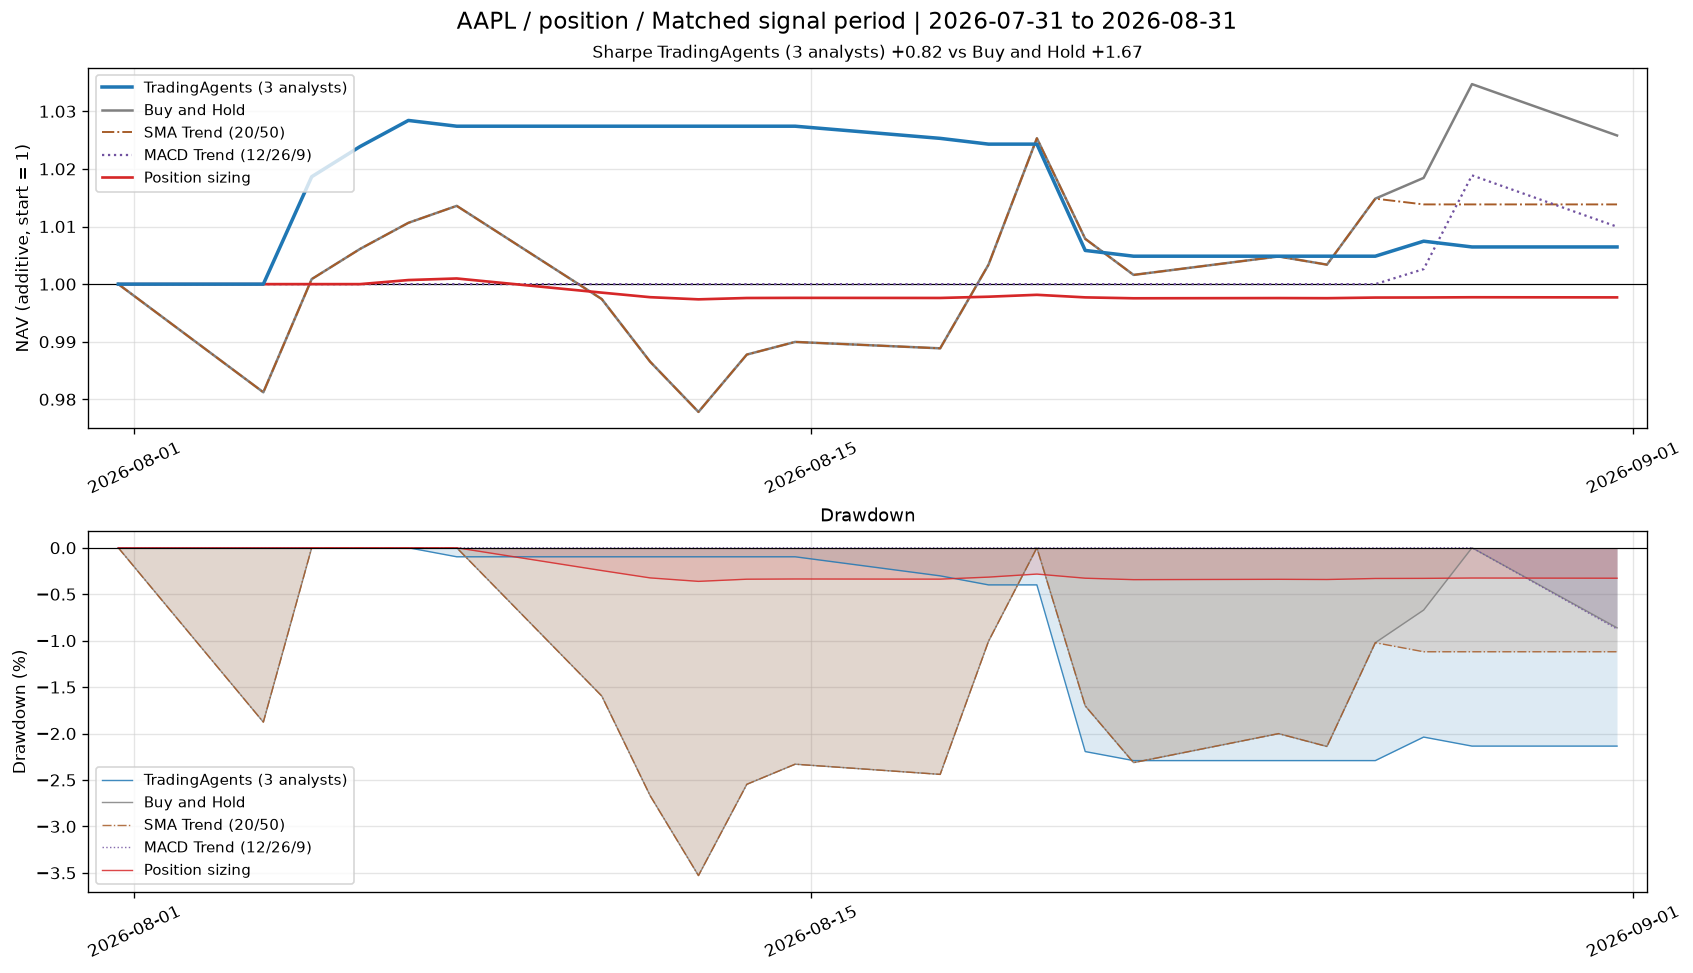 AAPL / position / Matched signal period | 2026-07-31 to 2026-08-31
Sharpe TradingAgents (3 analysts) +0.82 vs Buy and Hold +1.67
NAV (additive, start = 1)
1.03
1.02
1.01
1.00
0.99
0.98
TradingAgents (3 analysts)
Buy and Hold
SMA Trend (20/50)
MACD Trend (12/26/9)
Position sizing
2026-08-01
2026-08-15
2026-09-01
Drawdown
Drawdown (%)
0.0
−0.5
−1.0
−1.5
−2.0
−2.5
−3.0
−3.5
TradingAgents (3 analysts)
Buy and Hold
SMA Trend (20/50)
MACD Trend (12/26/9)
Position sizing
2026-08-01
2026-08-15
2026-09-01